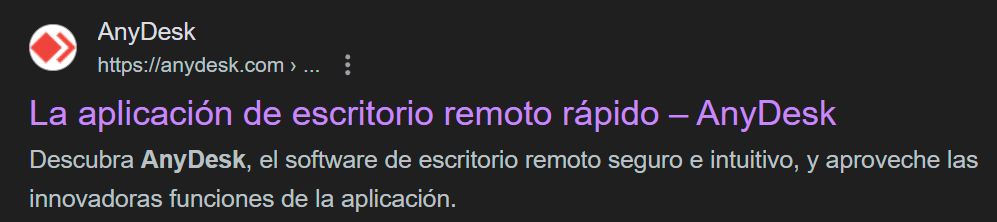 AnyDesk
https://anydesk.com › ...
La aplicación de escritorio remoto rápido – AnyDesk
Descubra AnyDesk, el software de escritorio remoto seguro e intuitivo, y aproveche las
innovadoras funciones de la aplicación.